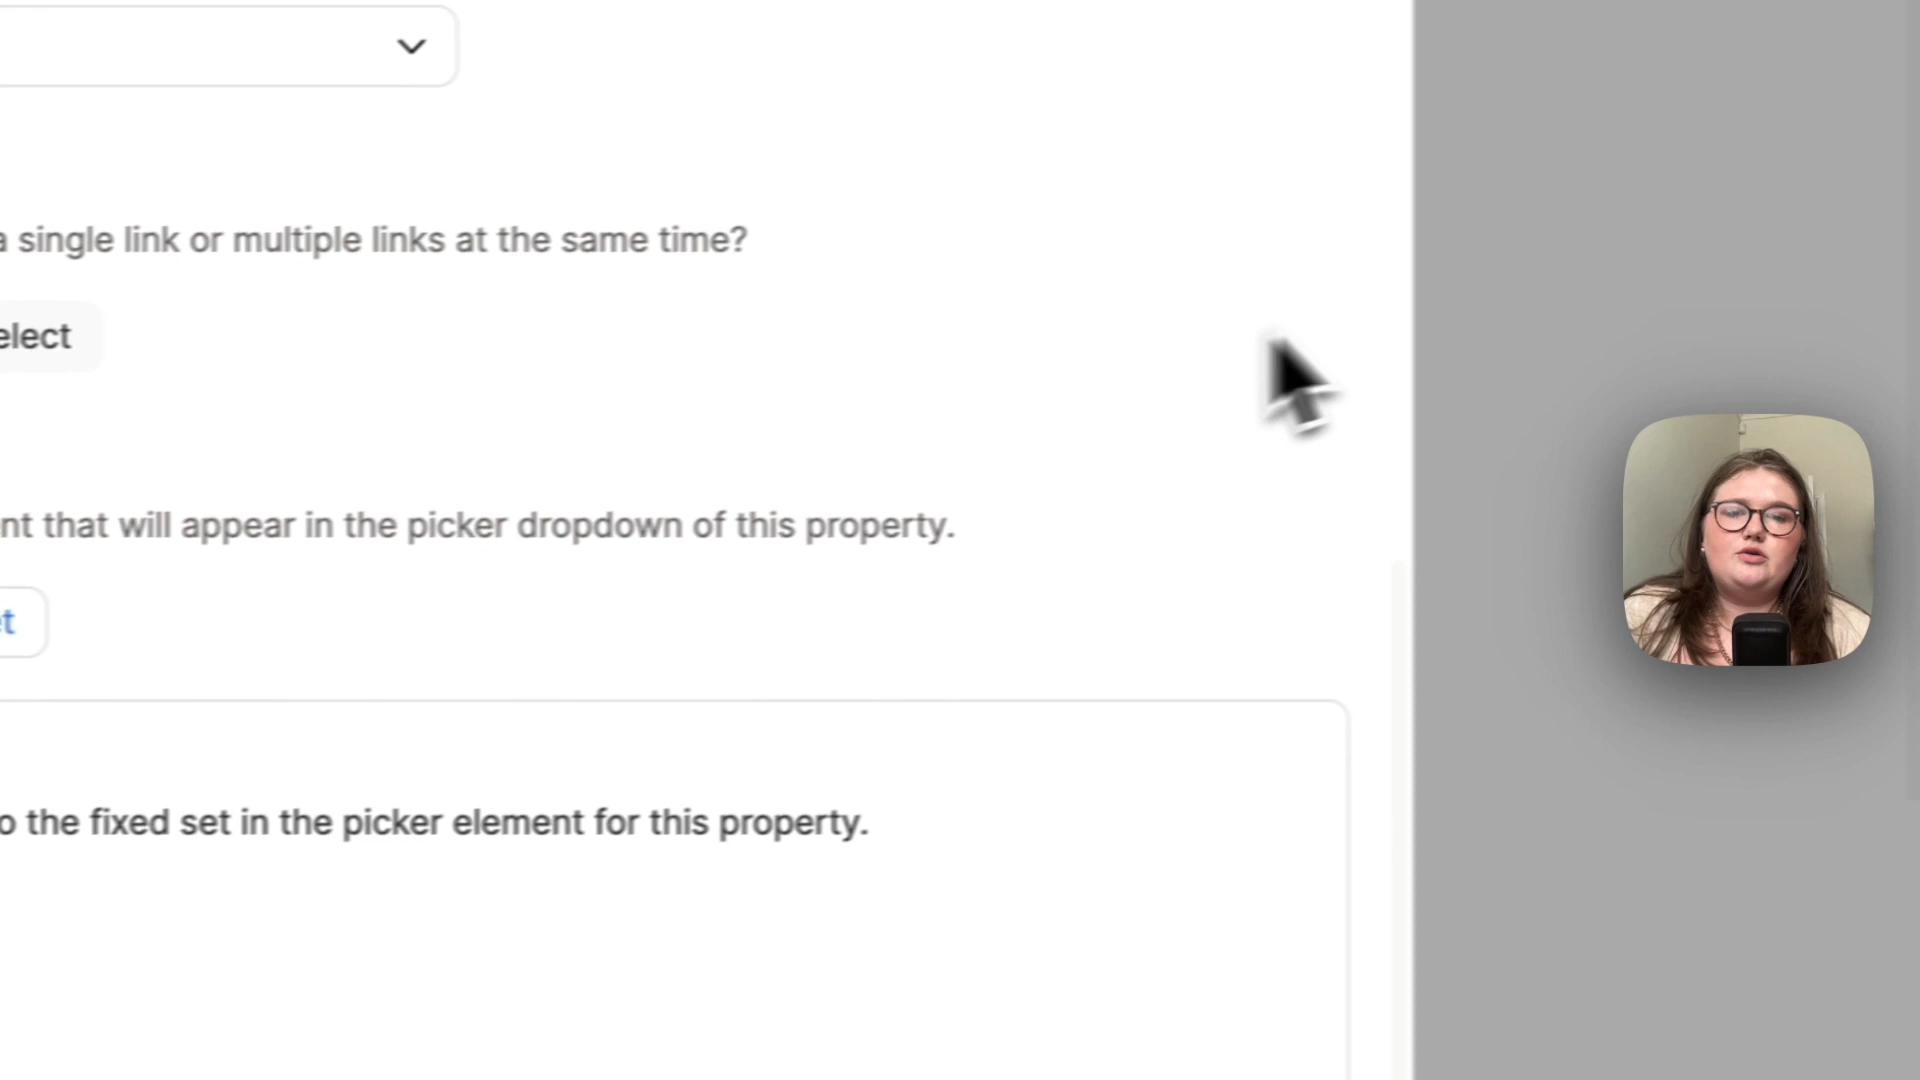 a single link or multiple links at the same time?
elect
nt that will appear in the picker dropdown of this property.
et
o the fixed set in the picker element for this property.